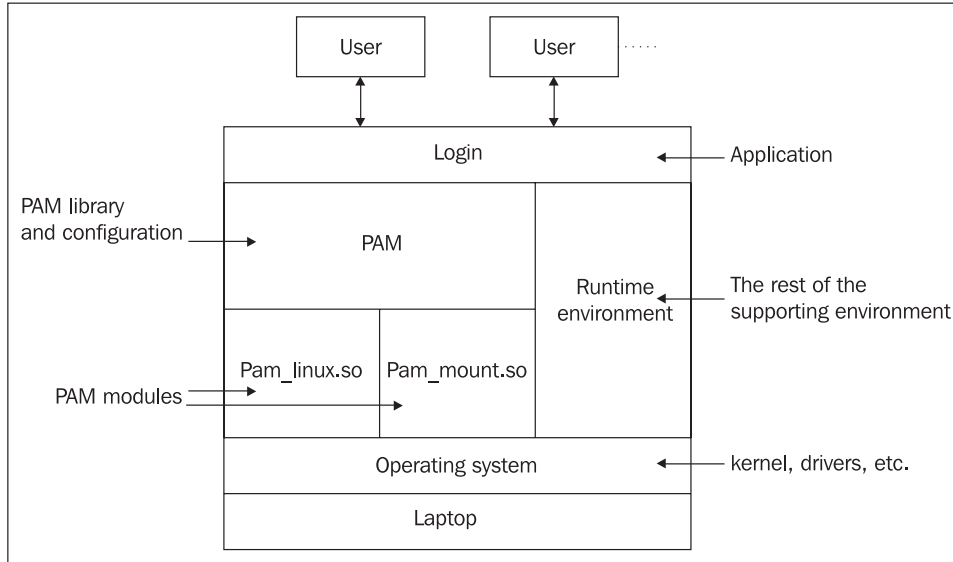 User
User
Login
Application
PAM library
and configuration
PAM
Runtime
environment
The rest of the
supporting environment
Pam_linux.so
Pam_mount.so
PAM modules
Operating system
kernel, drivers, etc.
Laptop